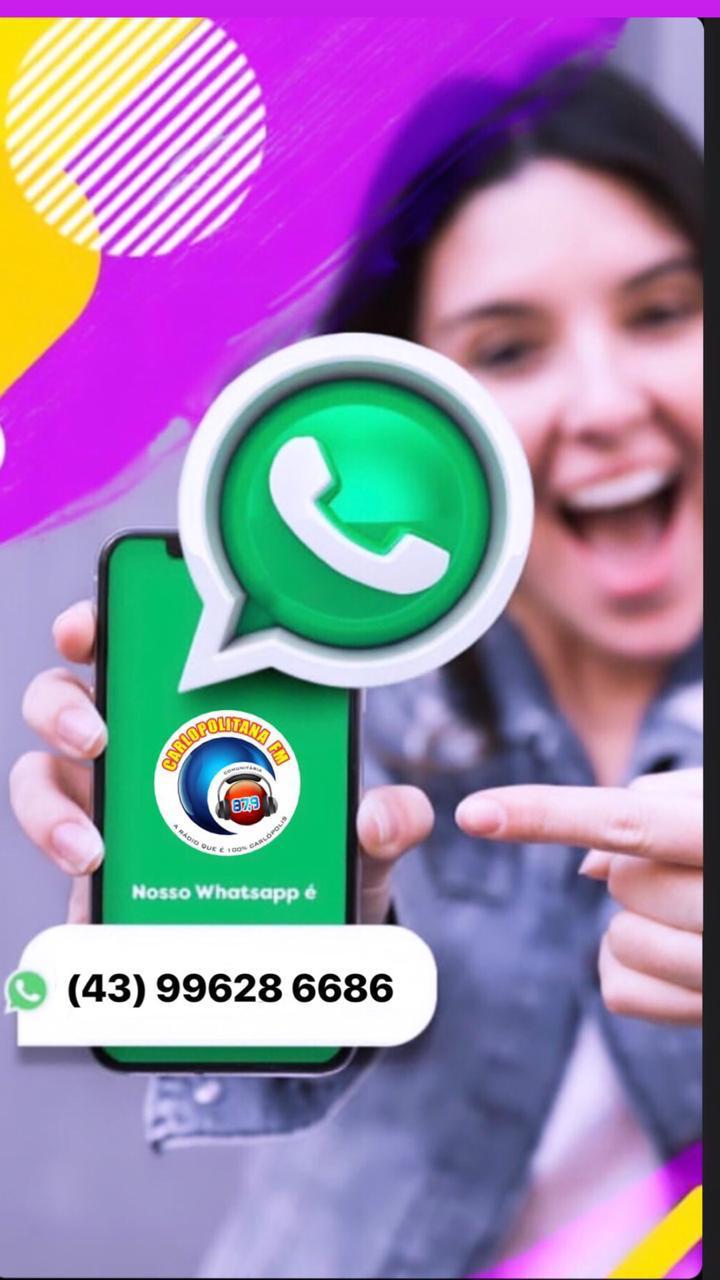 CARLOPOLITANA FM
COMUNITÁRIA
87,9
A RÁDIO QUE É 100% CARLÓPOLIS
Nosso Whatsapp é
(43) 99628 6686